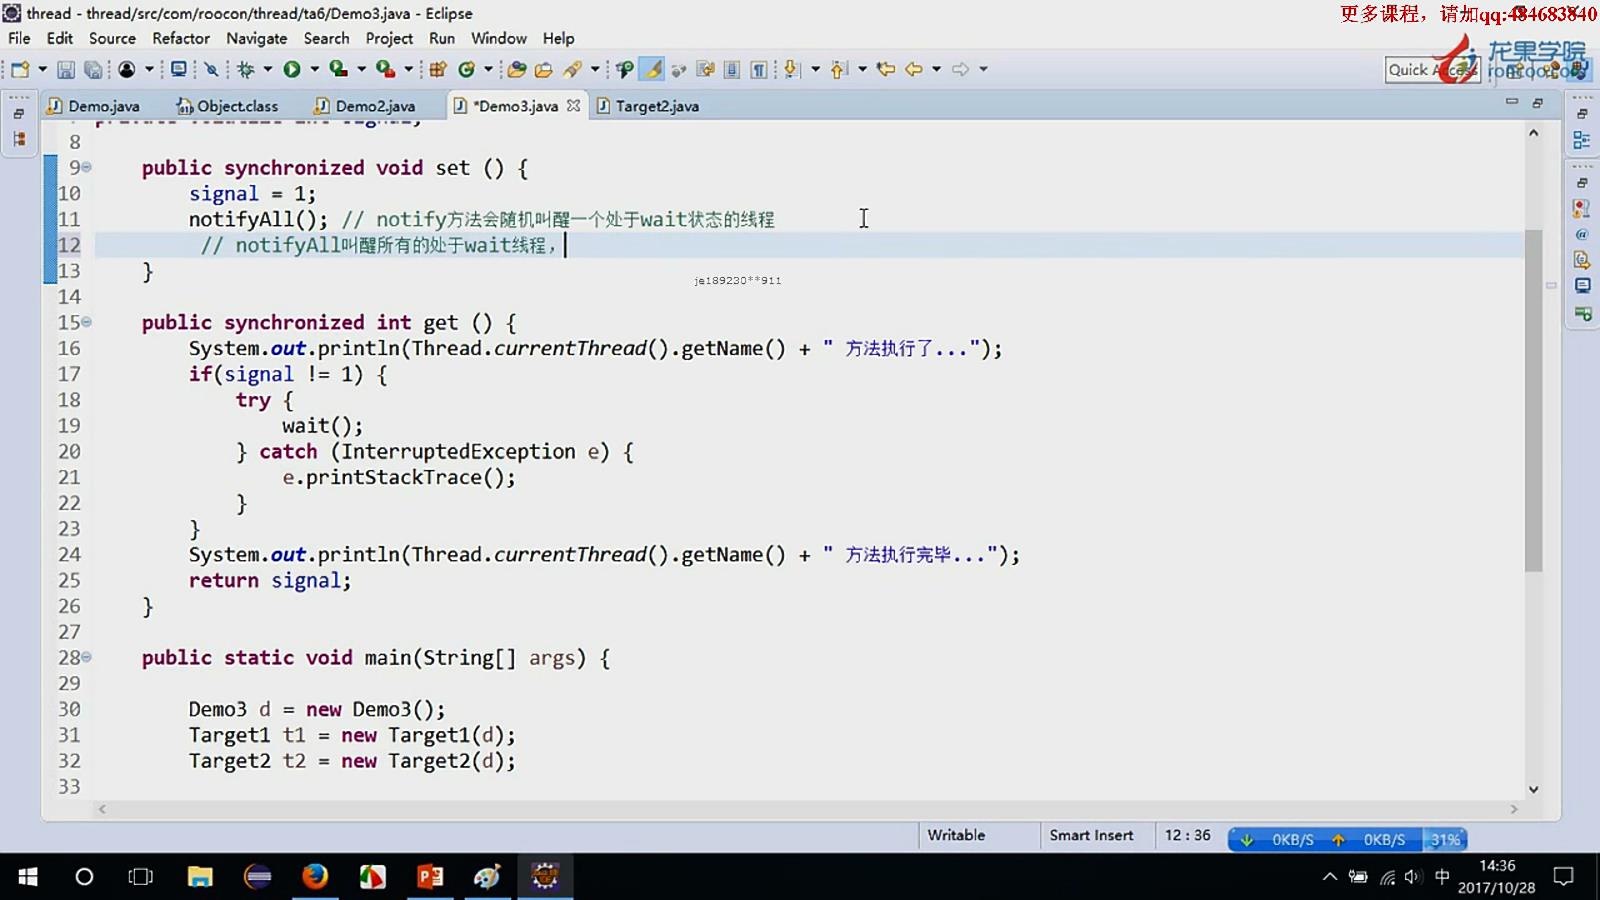 thread - thread/src/com/roocon/thread/ta6/Demo3.java - Eclipse
更多课程，请加qq:484683840
File Edit Source Refactor Navigate Search Project Run Window Help
龙果学院
Quick Access
roncoo.com
Demo.java Object.class Demo2.java *Demo3.java Target2.java
private volatile int signal;
8
9 public synchronized void set () {
10 signal = 1;
11 notifyAll(); // notify方法会随机叫醒一个处于wait状态的线程
12 // notifyAll叫醒所有的处于wait线程，
13 }
je189230**911
14
15 public synchronized int get () {
16 System.out.println(Thread.currentThread().getName() + " 方法执行了...");
17 if(signal != 1) {
18 try {
19 wait();
20 } catch (InterruptedException e) {
21 e.printStackTrace();
22 }
23 }
24 System.out.println(Thread.currentThread().getName() + " 方法执行完毕...");
25 return signal;
26 }
27
28 public static void main(String[] args) {
29
30 Demo3 d = new Demo3();
31 Target1 t1 = new Target1(d);
32 Target2 t2 = new Target2(d);
33
Writable Smart Insert 12 : 36 0KB/S 0KB/S 31%
中 14:36
2017/10/28